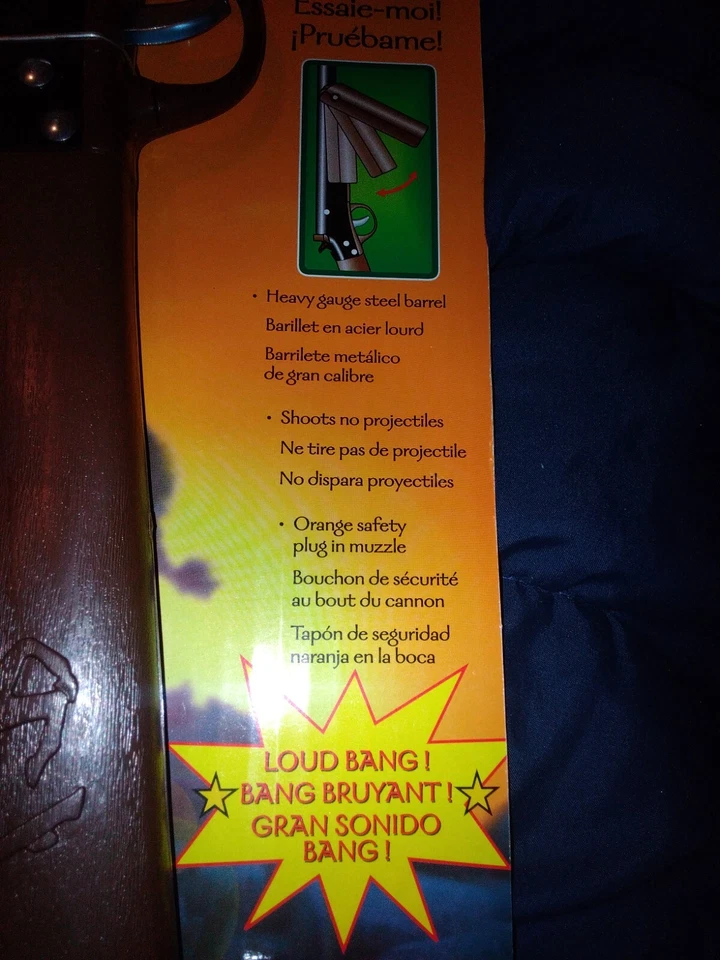 Essaie-moi!
¡Pruébame!
• Heavy gauge steel barrel
Barillet en acier lourd
Barrilete metálico
de gran calibre
• Shoots no projectiles
Ne tire pas de projectile
No dispara proyectiles
• Orange safety
plug in muzzle
Bouchon de sécurité
au bout du cannon
Tapón de seguridad
naranja en la boca
LOUD BANG!
BANG BRUYANT!
GRAN SONIDO
BANG!